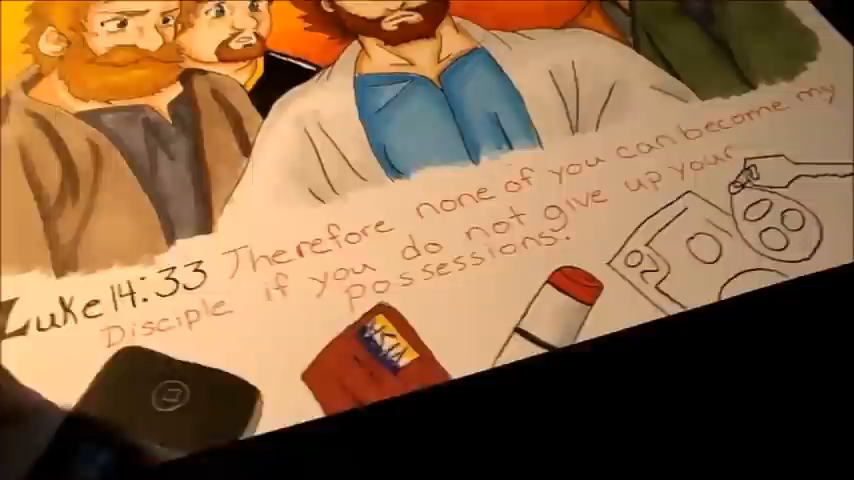 Luke 14:33 Therefore none of you can become my
Disciple if you do not give up your
possessions.
VISA